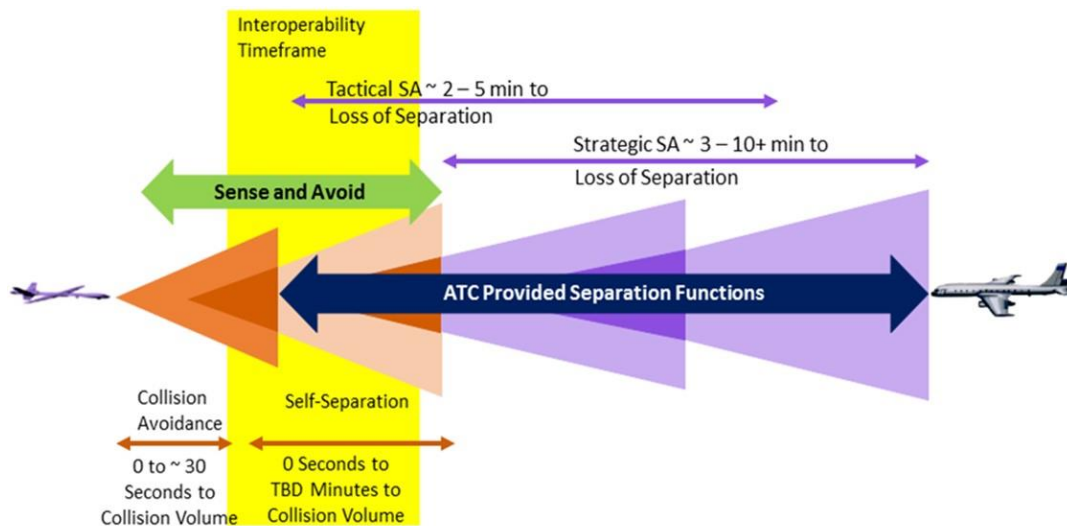 Interoperability
Timeframe
Tactical SA ~ 2 – 5 min to
Loss of Separation
Strategic SA ~ 3 – 10+ min to
Loss of Separation
Sense and Avoid
ATC Provided Separation Functions
Collision
Avoidance
Self-Separation
0 to ~ 30
Seconds to
Collision Volume
0 Seconds to
TBD Minutes to
Collision Volume